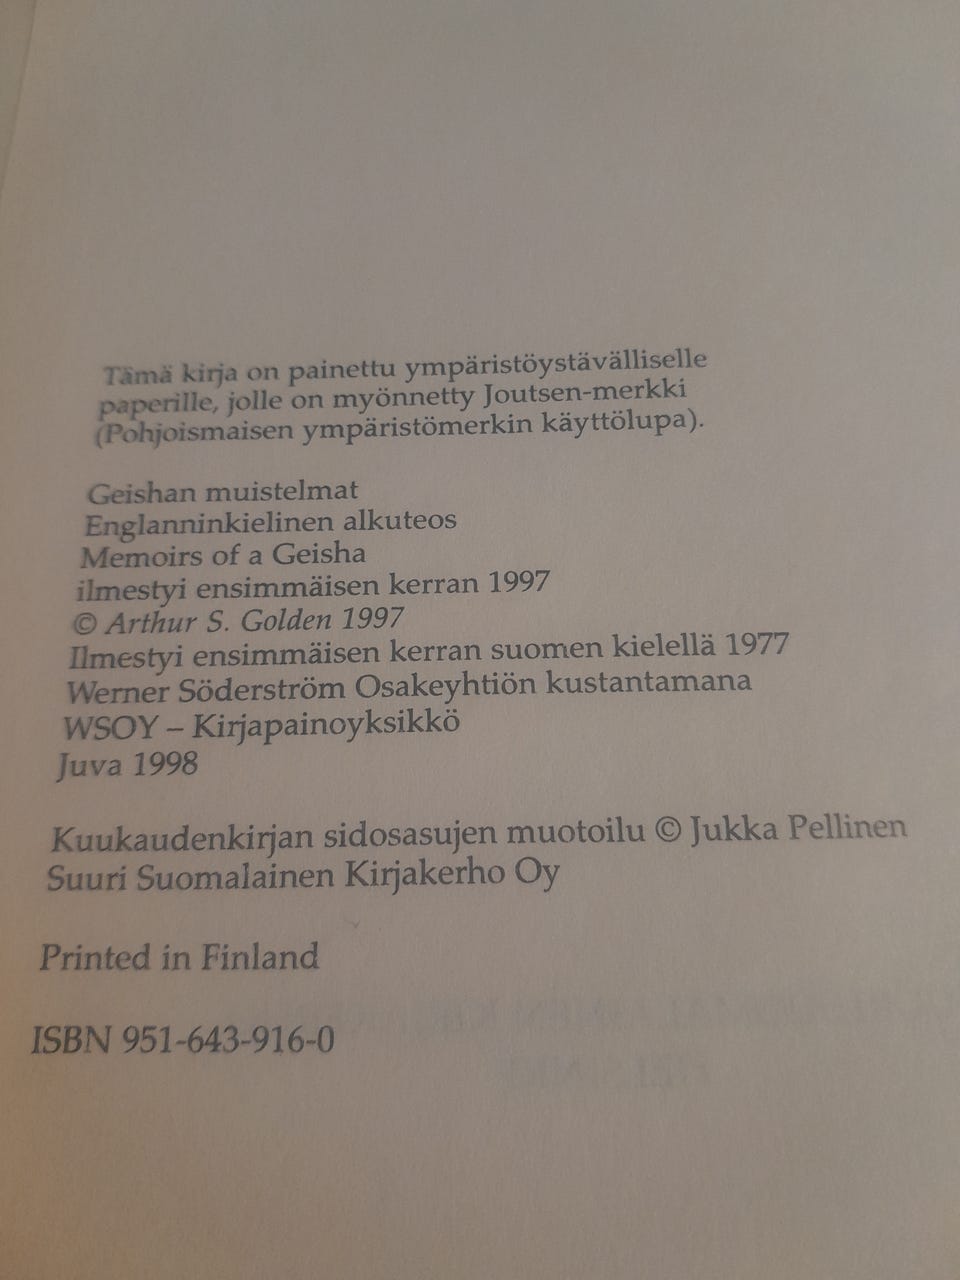 Tämä kirja on painettu ympäristöystävälliselle
paperille, jolle on myönnetty Joutsen-merkki
(Pohjoismaisen ympäristömerkin käyttölupa).
Geishan muistelmat
Englanninkielinen alkuteos
Memoirs of a Geisha
ilmestyi ensimmäisen kerran 1997
© Arthur S. Golden 1997
Ilmestyi ensimmäisen kerran suomen kielellä 1977
Werner Söderström Osakeyhtiön kustantamana
WSOY – Kirjapainoyksikkö
Juva 1998
Kuukaudenkirjan sidosasujen muotoilu © Jukka Pellinen
Suuri Suomalainen Kirjakerho Oy
Printed in Finland
ISBN 951-643-916-0